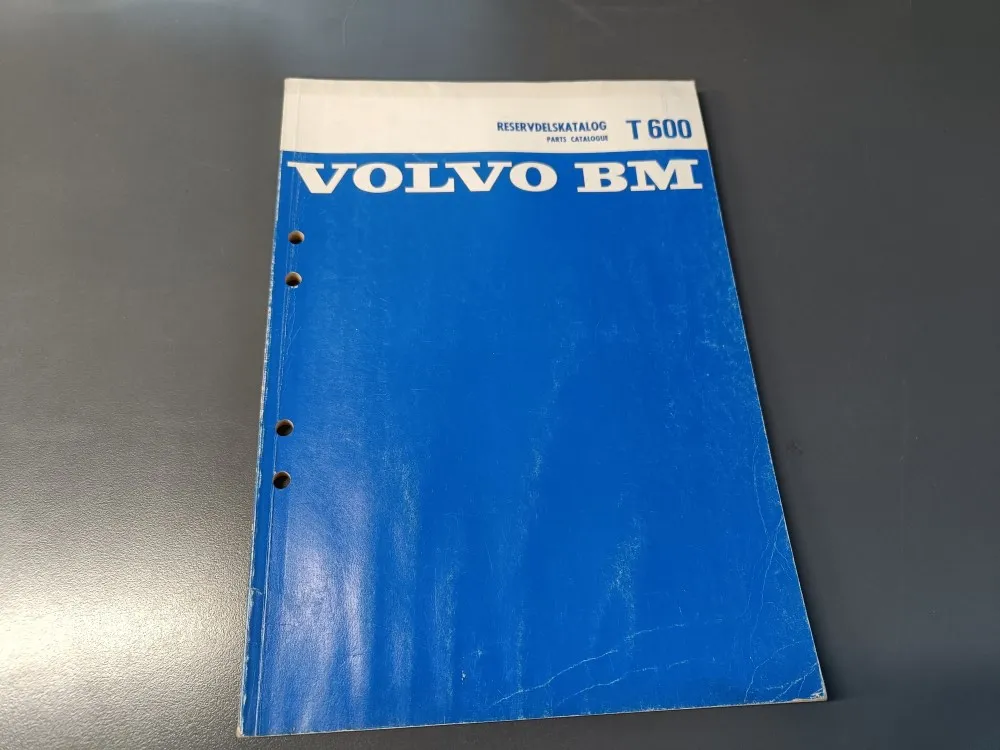 RESERVDELSKATALOG T 600
PARTS CATALOGUE
VOLVO BM